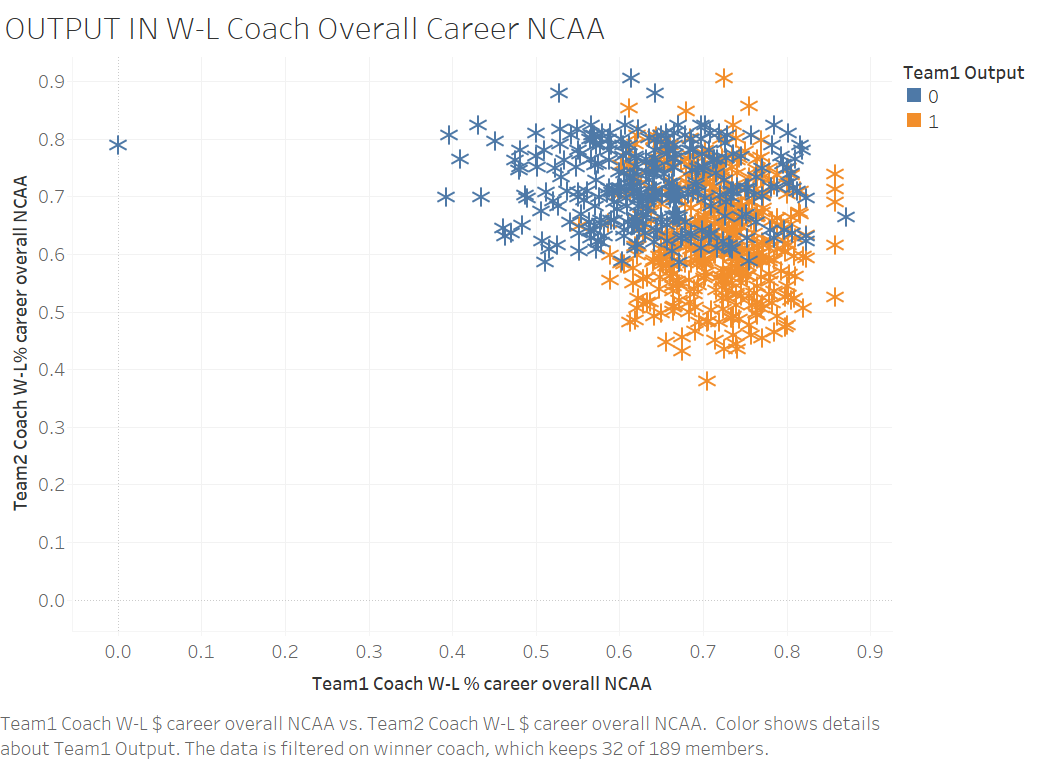 OUTPUT IN W-L Coach Overall Career NCAA
Team1 Output
0
1
Team2 Coach W-L% career overall NCAA
0.9
0.8
0.7
0.6
0.5
0.4
0.3
0.2
0.1
0.0
0.0 0.1 0.2 0.3 0.4 0.5 0.6 0.7 0.8 0.9
Team1 Coach W-L % career overall NCAA
Team1 Coach W-L $ career overall NCAA vs. Team2 Coach W-L $ career overall NCAA. Color shows details
about Team1 Output. The data is filtered on winner coach, which keeps 32 of 189 members.